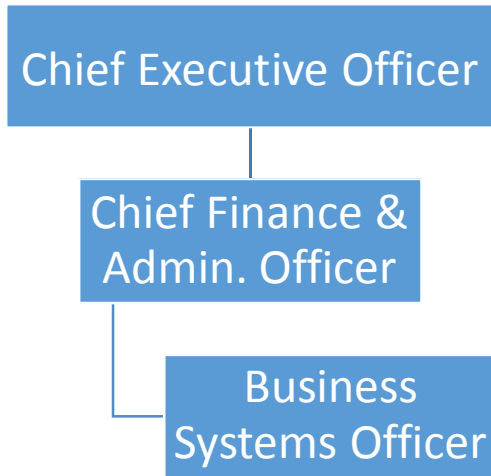 Chief Executive Officer
Chief Finance &
Admin. Officer
Business
Systems Officer